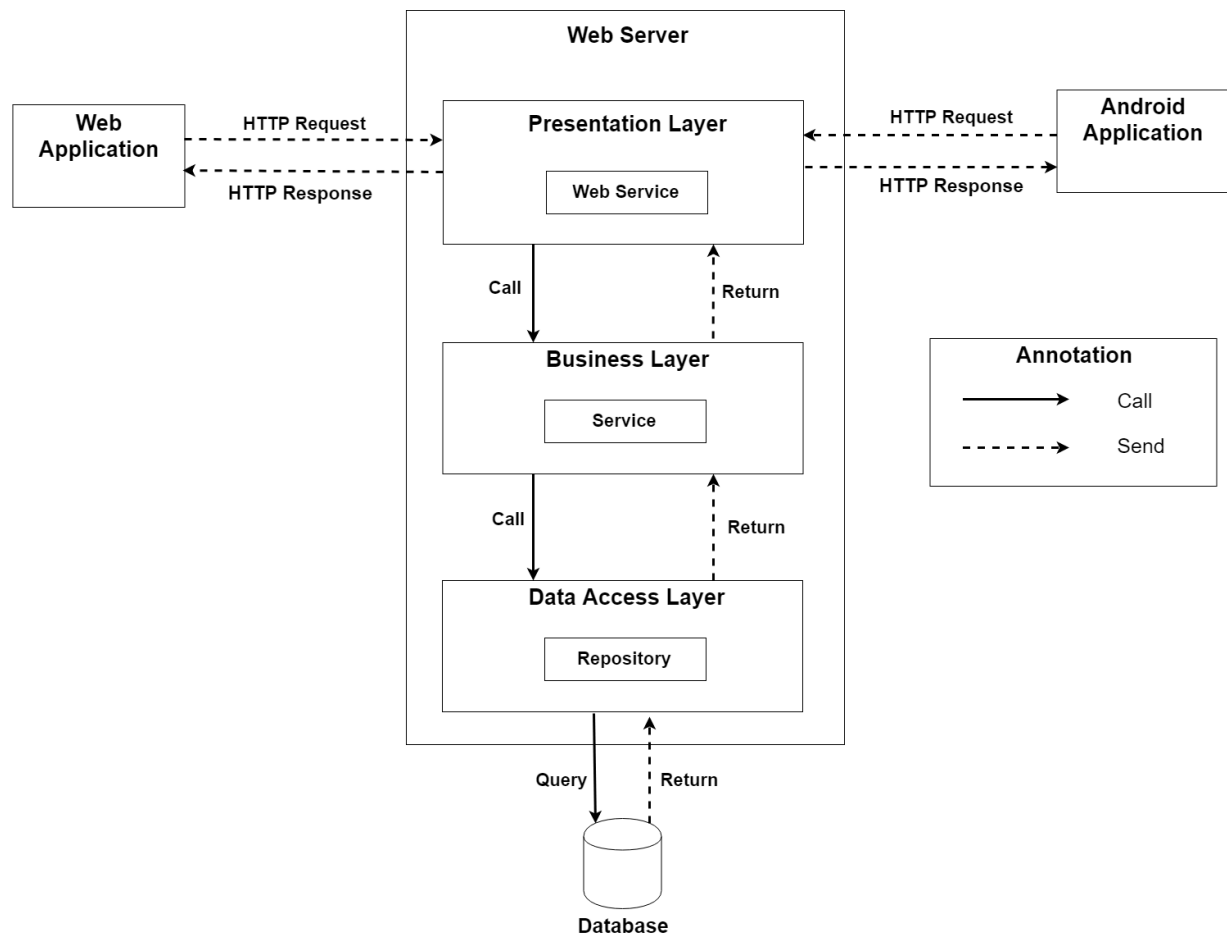 Web Server
Web
Application
HTTP Request
HTTP Response
Presentation Layer
Web Service
HTTP Request
HTTP Response
Android
Application
Call
Return
Business Layer
Service
Annotation
Call
Send
Call
Return
Data Access Layer
Repository
Query
Return
Database